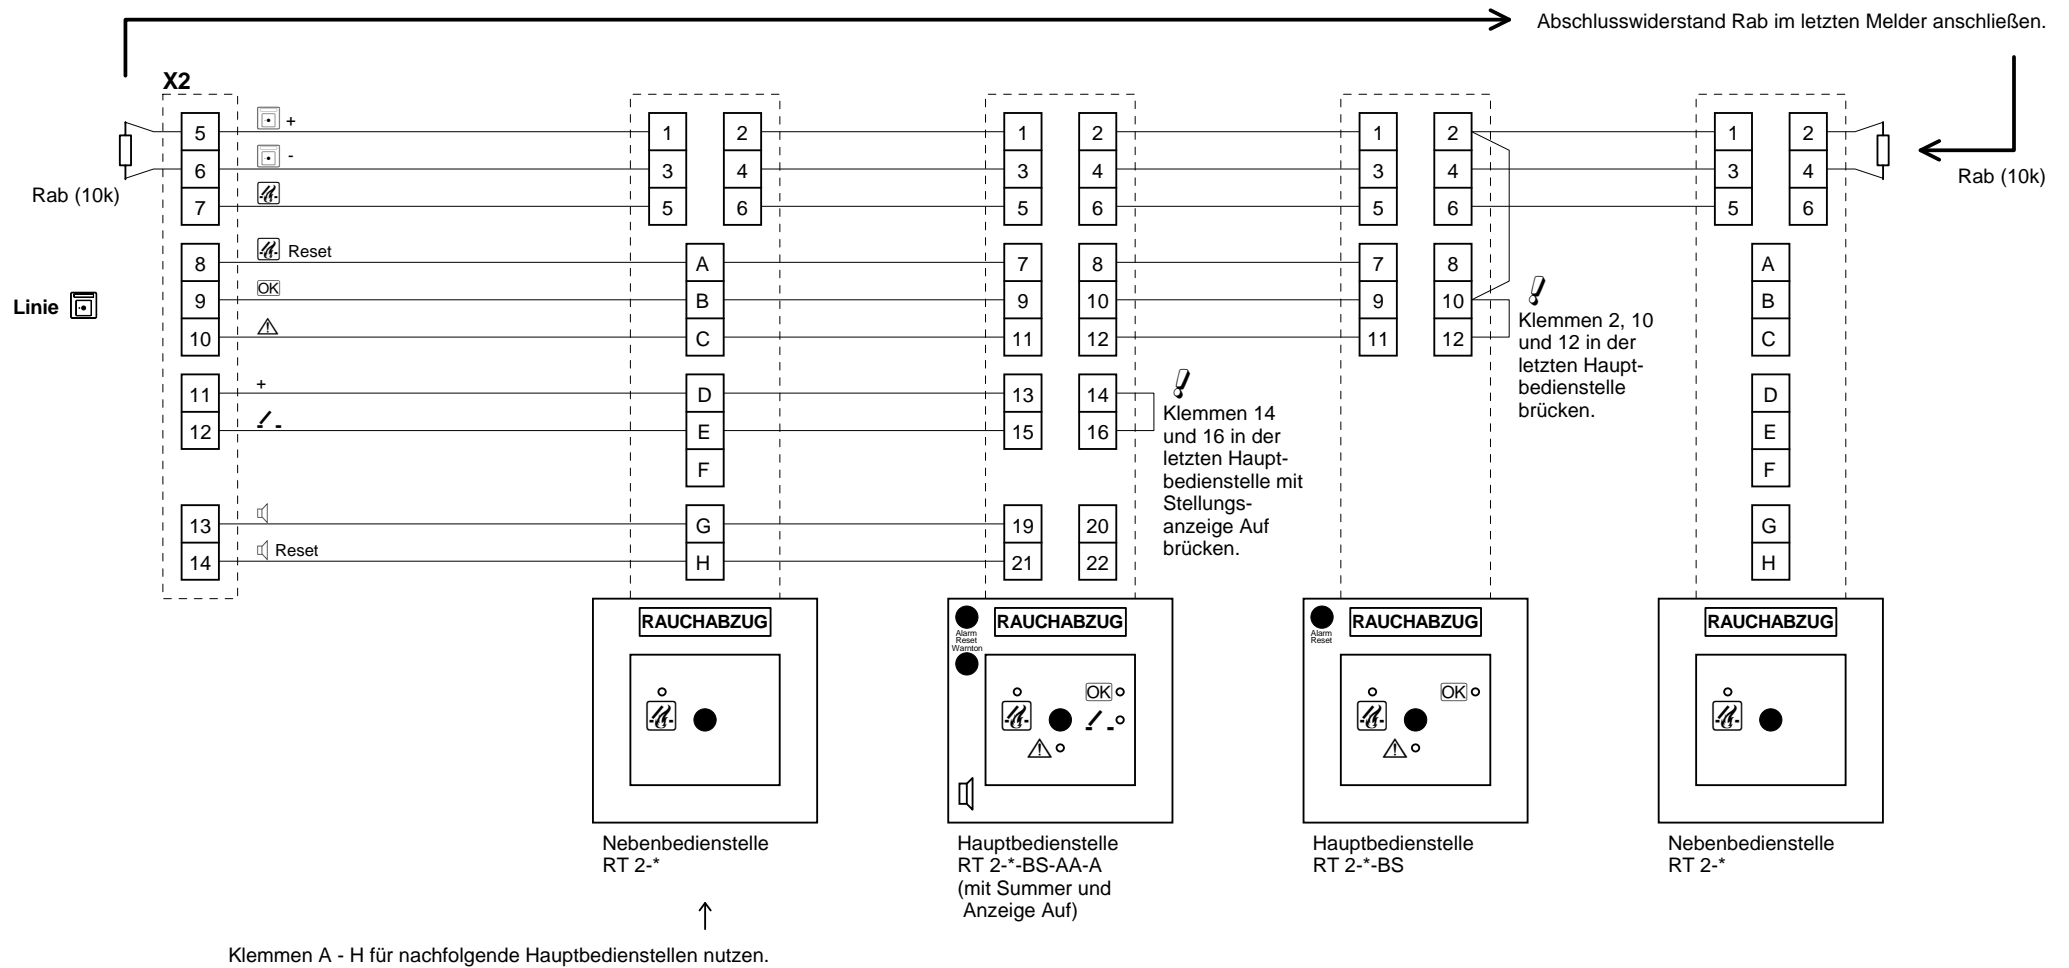 Abschlusswiderstand Rab im letzten Melder anschließen.
X2
5 + 1 2 1 2 1 2 1 2
6 - 3 4 3 4 3 4 3 4
Rab (10k) Rab (10k)
7 5 6 5 6 5 6 5 6
8 Reset A 7 8 7 8 A
Linie
9 OK B 9 10 9 10 B
10 C 11 12 11 12 C
Klemmen 2, 10
und 12 in der
letzten Haupt-
bedienstelle
brücken.
11 + D 13 14 D
12 E 15 16 E
F F
Klemmen 14
und 16 in der
letzten Haupt-
bedienstelle mit
Stellungs-
anzeige Auf
brücken.
13 G 19 20 G
14 Reset H 21 22 H
RAUCHABZUG
Alarm
Reset
Warnton
RAUCHABZUG
OK
Alarm
Reset
RAUCHABZUG
OK
RAUCHABZUG
Nebenbedienstelle
RT 2-*
Hauptbedienstelle
RT 2-*-BS-AA-A
(mit Summer und
Anzeige Auf)
Hauptbedienstelle
RT 2-*-BS
Nebenbedienstelle
RT 2-*
Klemmen A - H für nachfolgende Hauptbedienstellen nutzen.